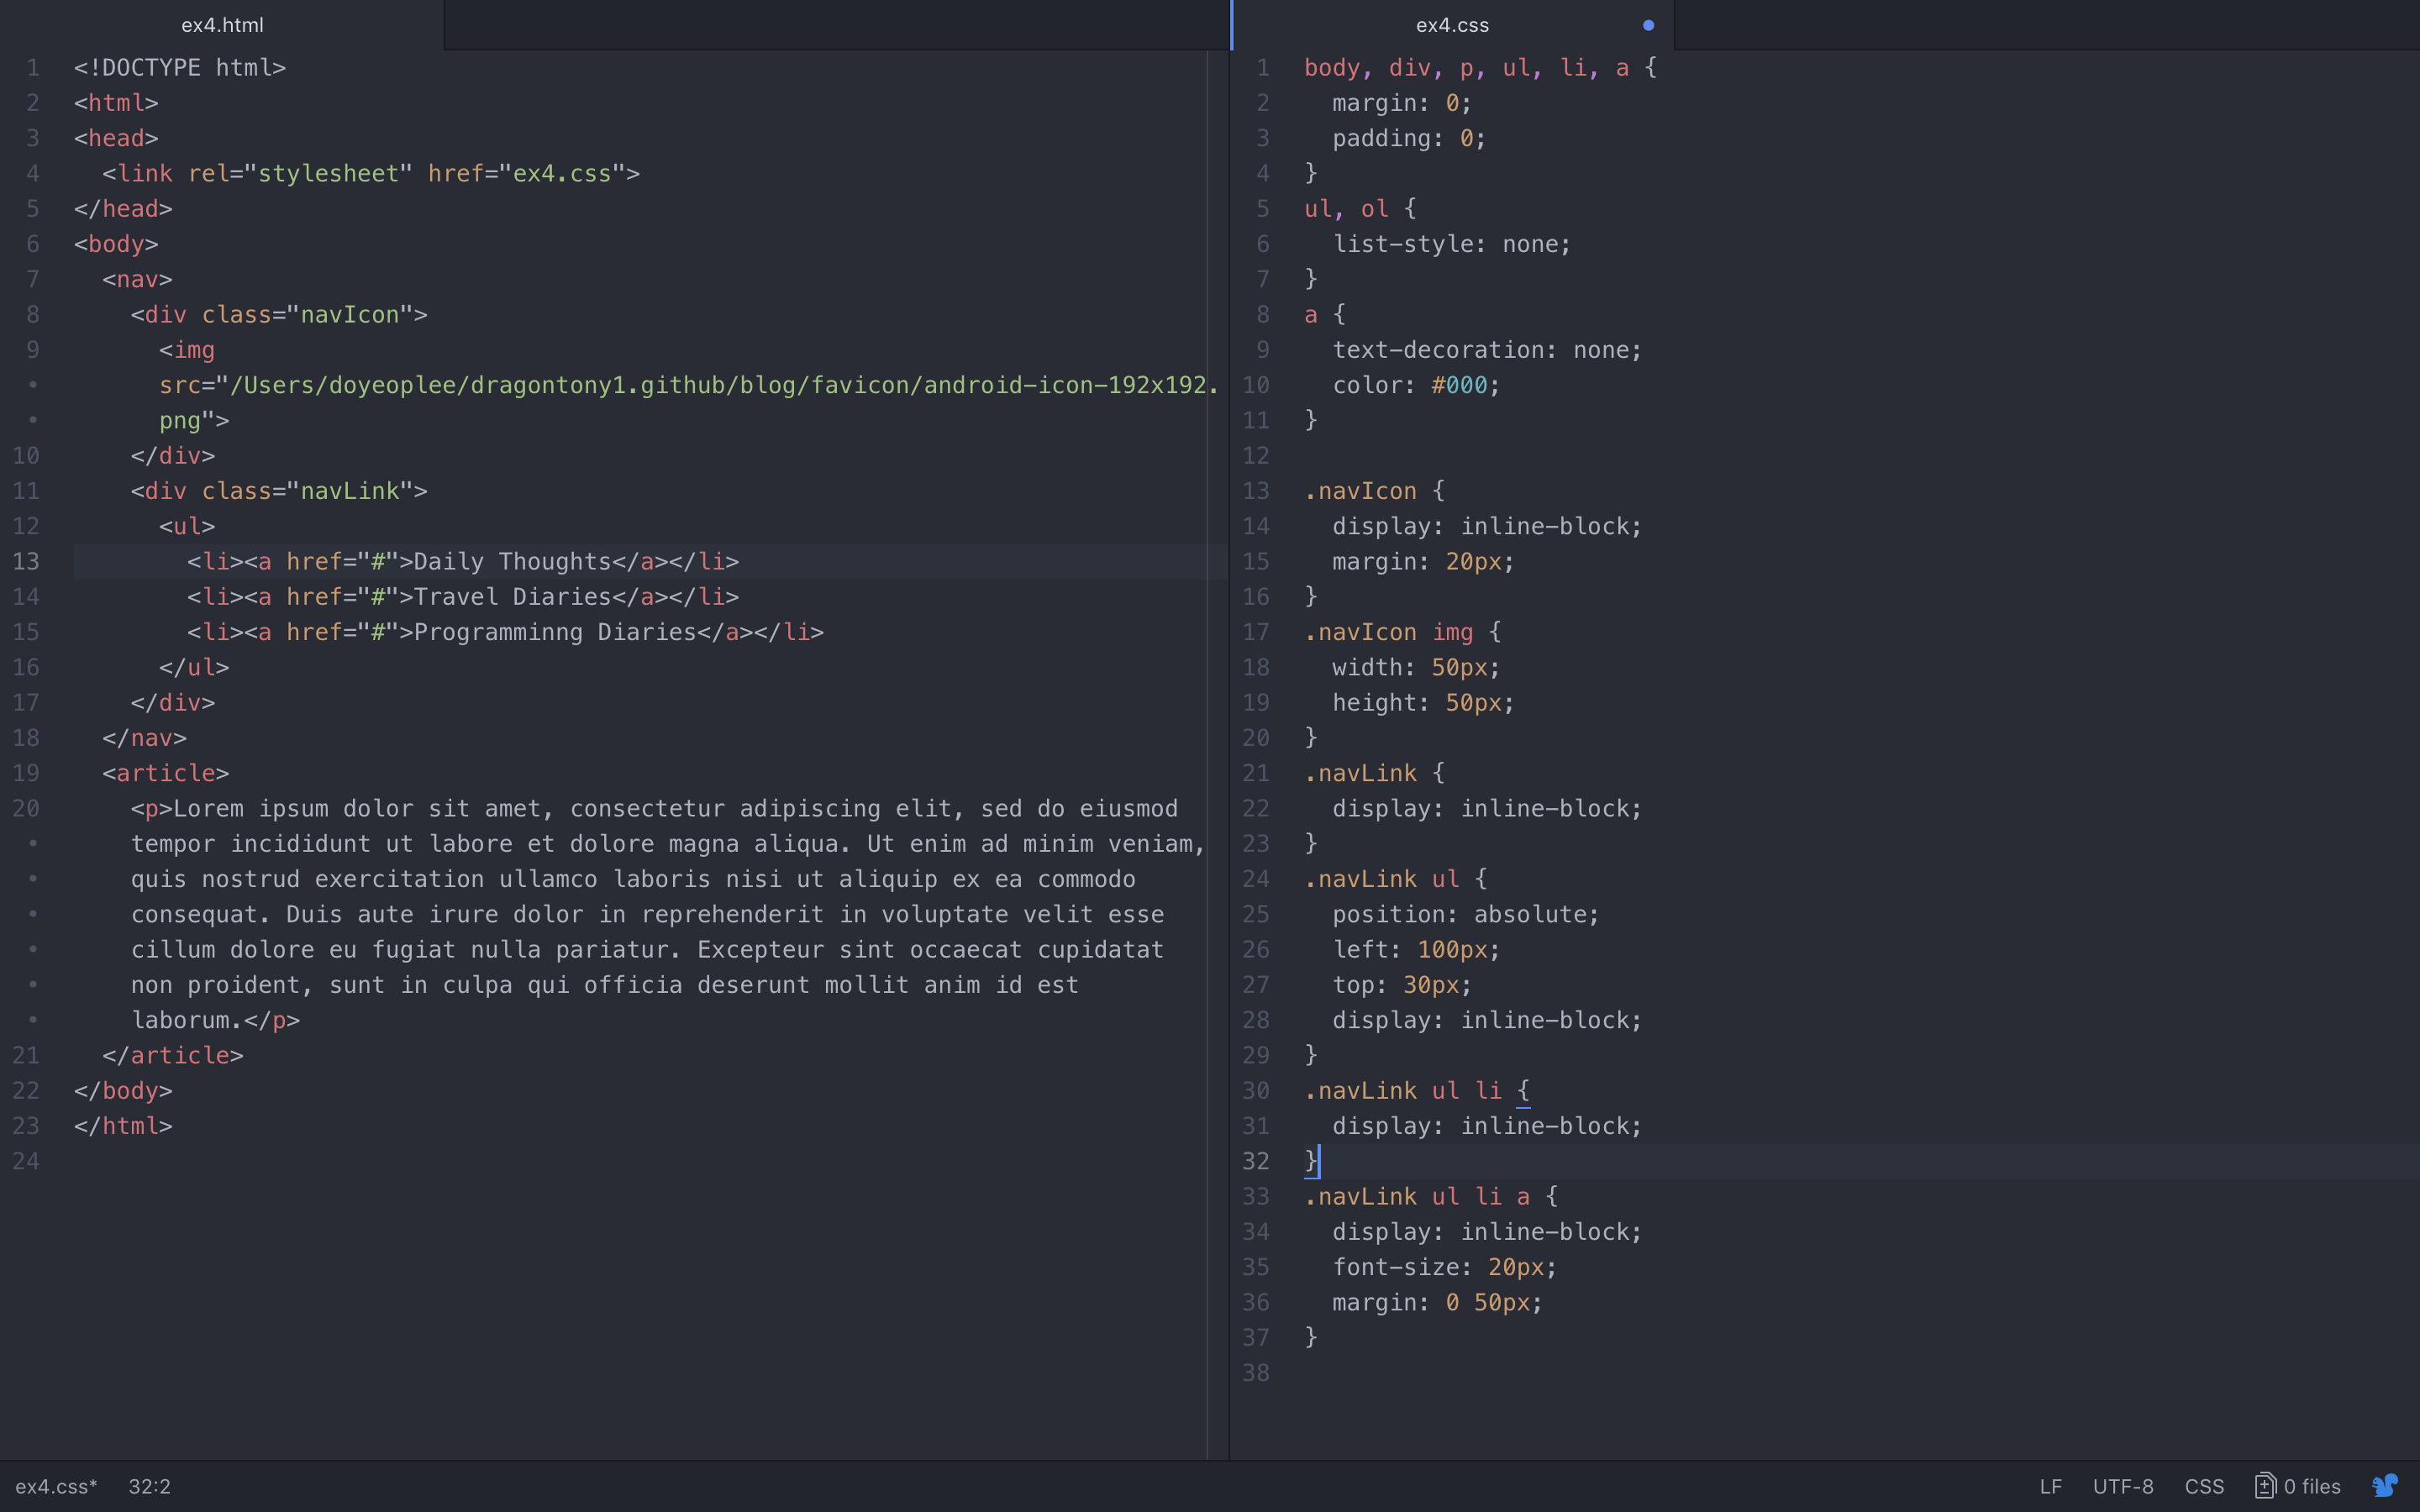 ex4.html
1 <!DOCTYPE html>
2 <html>
3 <head>
4   <link rel="stylesheet" href="ex4.css">
5 </head>
6 <body>
7   <nav>
8     <div class="navIcon">
9       <img
•       src="/Users/doyeoplee/dragontony1.github/blog/favicon/android-icon-192x192.
•       png">
10     </div>
11     <div class="navLink">
12       <ul>
13         <li><a href="#">Daily Thoughts</a></li>
14         <li><a href="#">Travel Diaries</a></li>
15         <li><a href="#">Programminng Diaries</a></li>
16       </ul>
17     </div>
18   </nav>
19   <article>
20     <p>Lorem ipsum dolor sit amet, consectetur adipiscing elit, sed do eiusmod
•     tempor incididunt ut labore et dolore magna aliqua. Ut enim ad minim veniam,
•     quis nostrud exercitation ullamco laboris nisi ut aliquip ex ea commodo
•     consequat. Duis aute irure dolor in reprehenderit in voluptate velit esse
•     cillum dolore eu fugiat nulla pariatur. Excepteur sint occaecat cupidatat
•     non proident, sunt in culpa qui officia deserunt mollit anim id est
•     laborum.</p>
21   </article>
22 </body>
23 </html>
24
ex4.css
1 body, div, p, ul, li, a {
2   margin: 0;
3   padding: 0;
4 }
5 ul, ol {
6   list-style: none;
7 }
8 a {
9   text-decoration: none;
10   color: #000;
11 }
12
13 .navIcon {
14   display: inline-block;
15   margin: 20px;
16 }
17 .navIcon img {
18   width: 50px;
19   height: 50px;
20 }
21 .navLink {
22   display: inline-block;
23 }
24 .navLink ul {
25   position: absolute;
26   left: 100px;
27   top: 30px;
28   display: inline-block;
29 }
30 .navLink ul li {
31   display: inline-block;
32 }
33 .navLink ul li a {
34   display: inline-block;
35   font-size: 20px;
36   margin: 0 50px;
37 }
38
ex4.css* 32:2 LF UTF-8 CSS 0 files